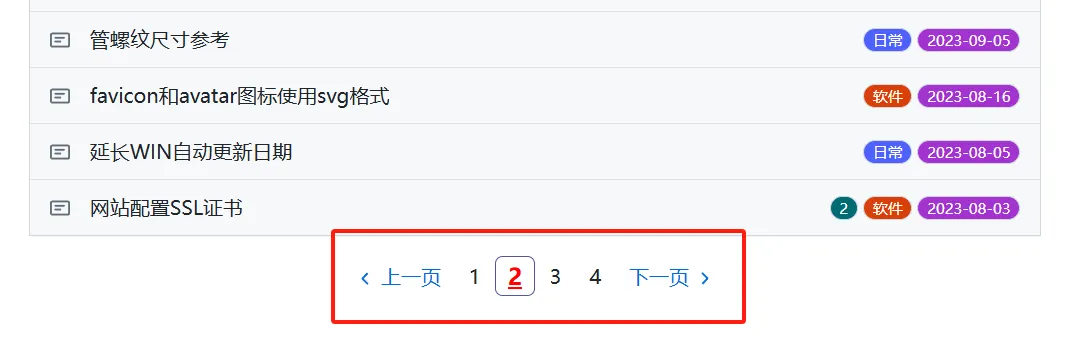 管螺纹尺寸参考 日常 2023-09-05
favicon和avatar图标使用svg格式 软件 2023-08-16
延长WIN自动更新日期 日常 2023-08-05
网站配置SSL证书 2 软件 2023-08-03
上一页 1 2 3 4 下一页